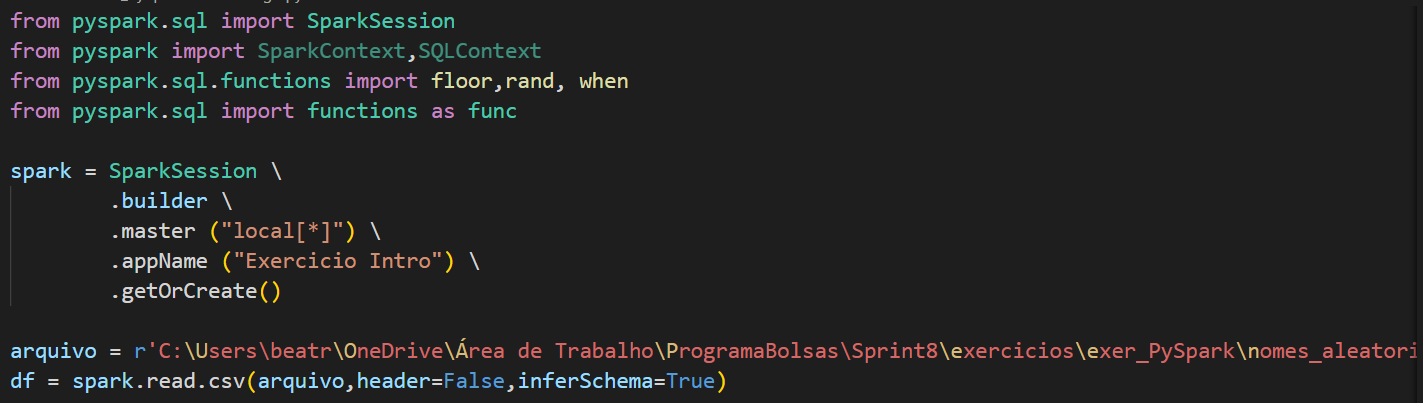 from pyspark.sql import SparkSession
from pyspark import SparkContext,SQLContext
from pyspark.sql.functions import floor,rand, when
from pyspark.sql import functions as func
spark = SparkSession \
.builder \
.master ("local[*]") \
.appName ("Exercicio Intro") \
.getOrCreate()
arquivo = r'C:\Users\beatr\OneDrive\Área de Trabalho\ProgramaBolsas\Sprint8\exercicios\exer_PySpark\nomes_aleatori
df = spark.read.csv(arquivo,header=False,inferSchema=True)